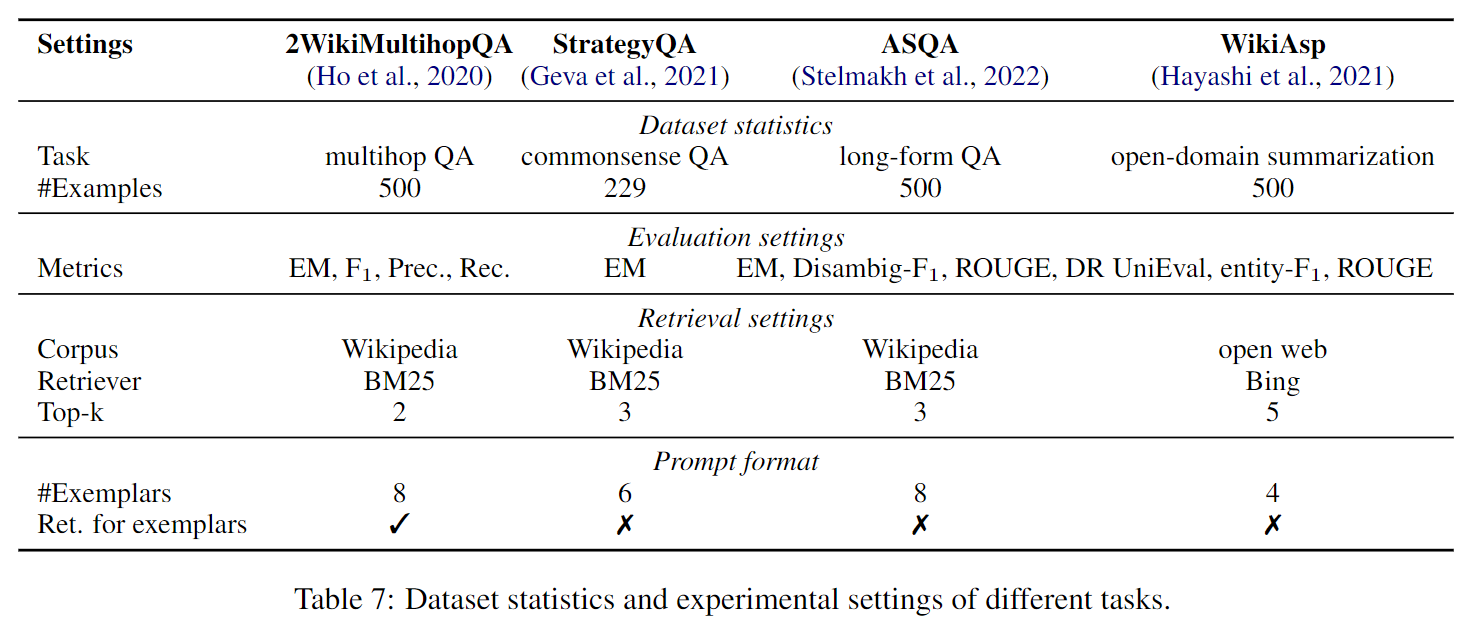 Settings 2WikiMultihopQA StrategyQA ASQA WikiAsp
(Ho et al., 2020) (Geva et al., 2021) (Stelmakh et al., 2022) (Hayashi et al., 2021)
Dataset statistics
Task multihop QA commonsense QA long-form QA open-domain summarization
#Examples 500 229 500 500
Evaluation settings
Metrics EM, F₁, Prec., Rec. EM EM, Disambig-F₁, ROUGE, DR UniEval, entity-F₁, ROUGE
Retrieval settings
Corpus Wikipedia Wikipedia Wikipedia open web
Retriever BM25 BM25 BM25 Bing
Top-k 2 3 3 5
Prompt format
#Exemplars 8 6 8 4
Ret. for exemplars ✓ ✗ ✗ ✗
Table 7: Dataset statistics and experimental settings of different tasks.